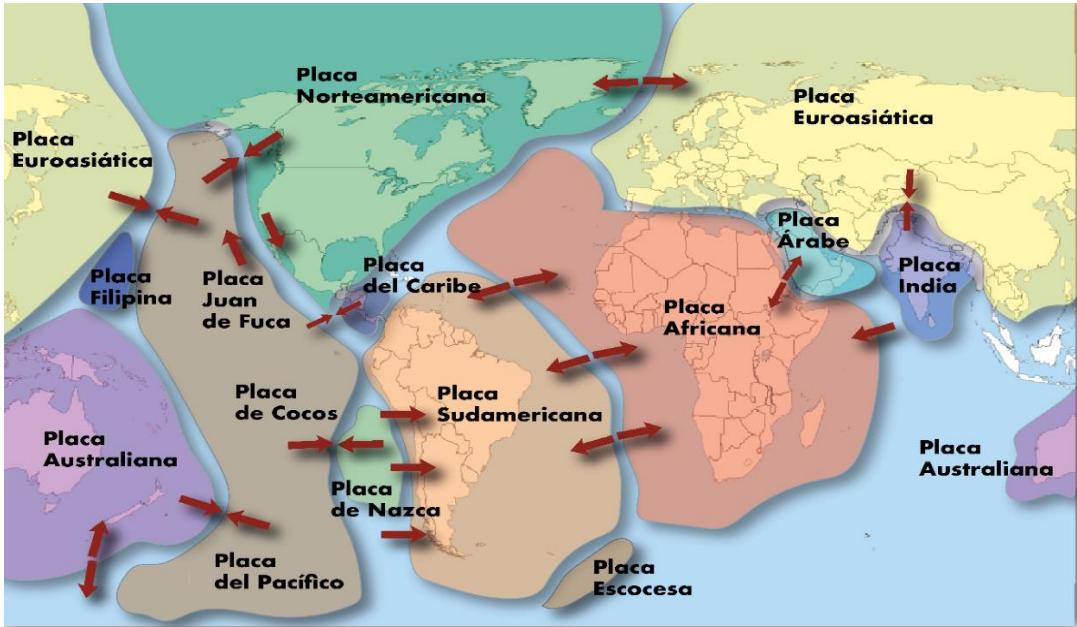 Placa
Norteamericana
Placa
Euroasiática
Placa
Euroasiática
Placa
Filipina
Placa
Juan
de Fuca
Placa
del Caribe
Placa
Árabe
Placa
India
Placa
Africana
Placa
de Cocos
Placa
Sudamericana
Placa
Australiana
Placa
Australiana
Placa
de Nazca
Placa
del Pacífico
Placa
Escocesa